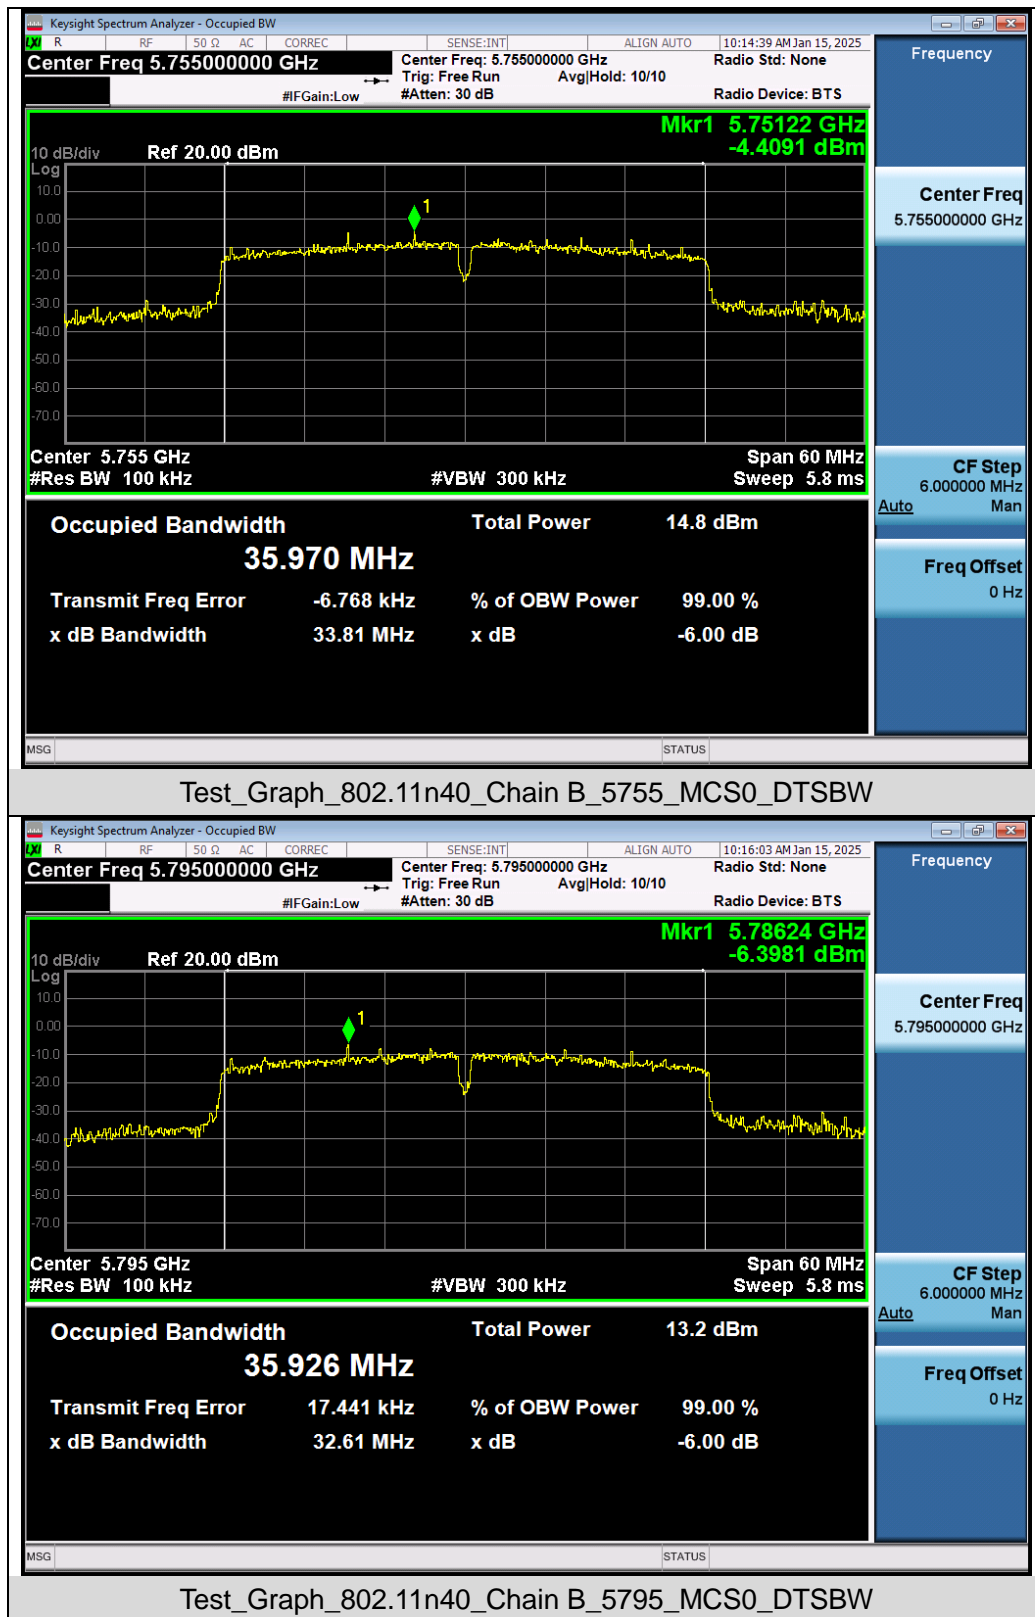 Keysight Spectrum Analyzer - Occupied BW
LXI R RF 50 Ω AC CORREC SENSE:INT ALIGN AUTO 10:14:39 AM Jan 15, 2025
Center Freq 5.755000000 GHz
Center Freq: 5.755000000 GHz Radio Std: None
Trig: Free Run Avg|Hold: 10/10
#IFGain:Low #Atten: 30 dB Radio Device: BTS
Frequency
Mkr1 5.75122 GHz
-4.4091 dBm
10 dB/div Ref 20.00 dBm
Log
10.0
0.00
-10.0
-20.0
-30.0
-40.0
-50.0
-60.0
-70.0
1
Center Freq
5.755000000 GHz
Center 5.755 GHz Span 60 MHz
#Res BW 100 kHz #VBW 300 kHz Sweep 5.8 ms
CF Step
6.000000 MHz
Auto Man
Occupied Bandwidth Total Power 14.8 dBm
35.970 MHz
Transmit Freq Error -6.768 kHz % of OBW Power 99.00 %
x dB Bandwidth 33.81 MHz x dB -6.00 dB
Freq Offset
0 Hz
MSG STATUS
Test_Graph_802.11n40_Chain B_5755_MCS0_DTSBW
Keysight Spectrum Analyzer - Occupied BW
LXI R RF 50 Ω AC CORREC SENSE:INT ALIGN AUTO 10:16:03 AM Jan 15, 2025
Center Freq 5.795000000 GHz
Center Freq: 5.795000000 GHz Radio Std: None
Trig: Free Run Avg|Hold: 10/10
#IFGain:Low #Atten: 30 dB Radio Device: BTS
Frequency
Mkr1 5.78624 GHz
-6.3981 dBm
10 dB/div Ref 20.00 dBm
Log
10.0
0.00
-10.0
-20.0
-30.0
-40.0
-50.0
-60.0
-70.0
1
Center Freq
5.795000000 GHz
Center 5.795 GHz Span 60 MHz
#Res BW 100 kHz #VBW 300 kHz Sweep 5.8 ms
CF Step
6.000000 MHz
Auto Man
Occupied Bandwidth Total Power 13.2 dBm
35.926 MHz
Transmit Freq Error 17.441 kHz % of OBW Power 99.00 %
x dB Bandwidth 32.61 MHz x dB -6.00 dB
Freq Offset
0 Hz
MSG STATUS
Test_Graph_802.11n40_Chain B_5795_MCS0_DTSBW